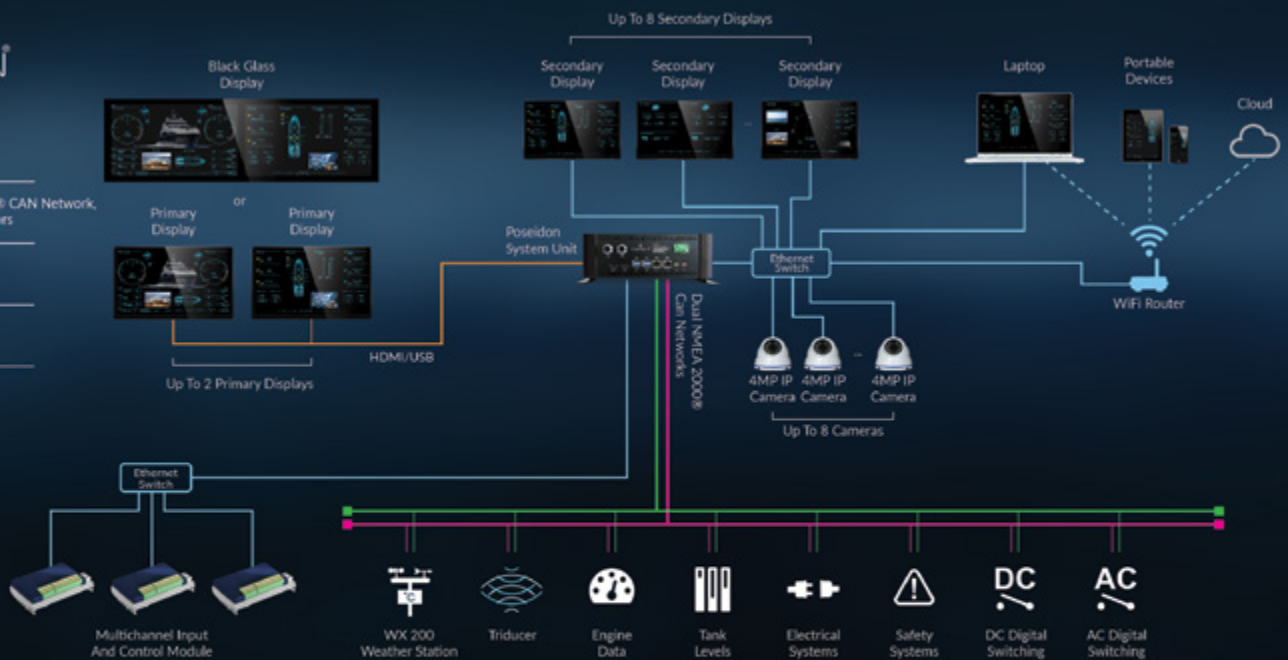 Up To 8 Secondary Displays
Black Glass
Display
Secondary
Display
Secondary
Display
Secondary
Display
Laptop
Portable
Devices
Cloud
® CAN Network,
or
Primary
Display
Primary
Display
Poseidon
System Unit
Ethernet
Switch
WiFi Router
HDMI/USB
Up To 2 Primary Displays
Dual NMEA 2000®
Can Networks
4MP IP
Camera
4MP IP
Camera
4MP IP
Camera
Up To 8 Cameras
Ethernet
Switch
°C
DC
AC
Multichannel Input
And Control Module
WX 200
Weather Station
Triducer
Engine
Data
Tank
Levels
Electrical
Systems
Safety
Systems
DC Digital
Switching
AC Digital
Switching